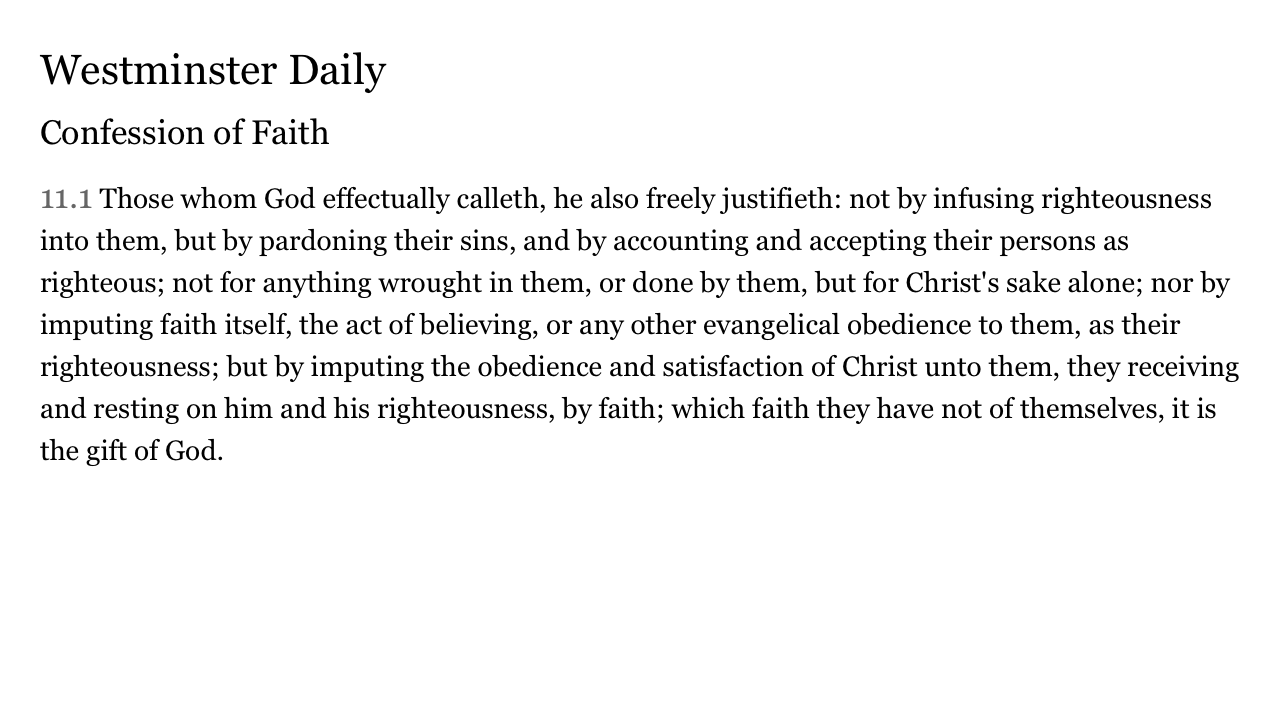 Westminster Daily
Confession of Faith
11.1 Those whom God effectually calleth, he also freely justifieth: not by infusing righteousness
into them, but by pardoning their sins, and by accounting and accepting their persons as
righteous; not for anything wrought in them, or done by them, but for Christ's sake alone; nor by
imputing faith itself, the act of believing, or any other evangelical obedience to them, as their
righteousness; but by imputing the obedience and satisfaction of Christ unto them, they receiving
and resting on him and his righteousness, by faith; which faith they have not of themselves, it is
the gift of God.